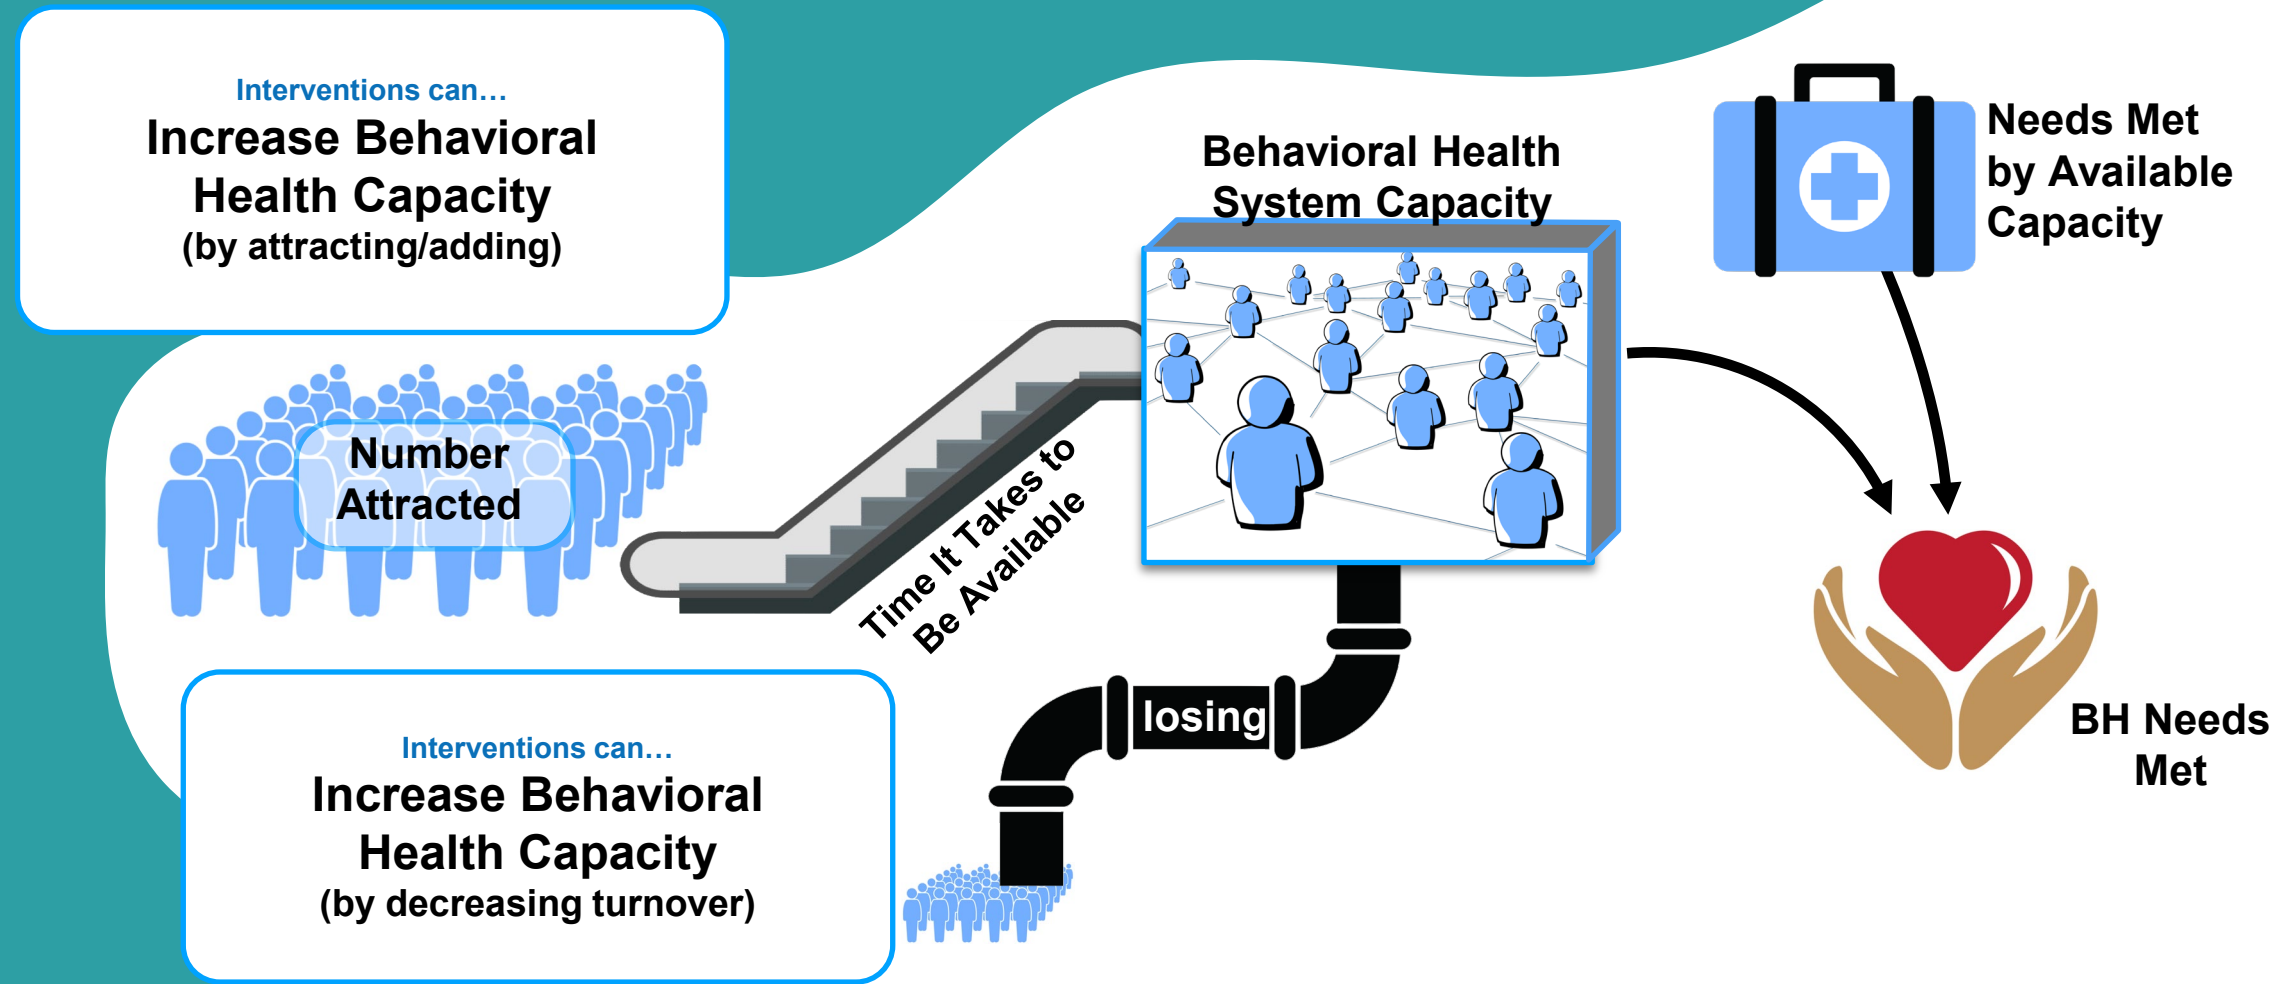 Interventions can…
Increase Behavioral
Health Capacity
(by attracting/adding)
Number
Attracted
Time It Takes to
Be Available
Behavioral Health
System Capacity
Needs Met
by Available
Capacity
losing
BH Needs
Met
Interventions can…
Increase Behavioral
Health Capacity
(by decreasing turnover)